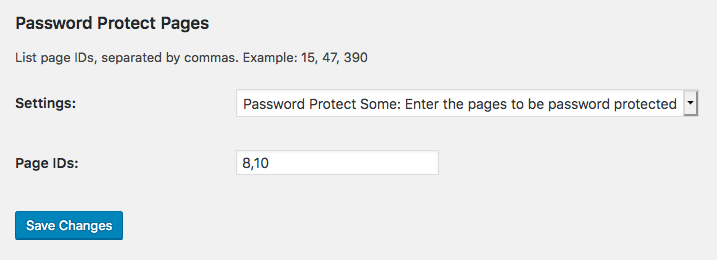 Password Protect Pages
List page IDs, separated by commas. Example: 15, 47, 390
Settings: Password Protect Some: Enter the pages to be password protected
Page IDs: 8,10
Save Changes